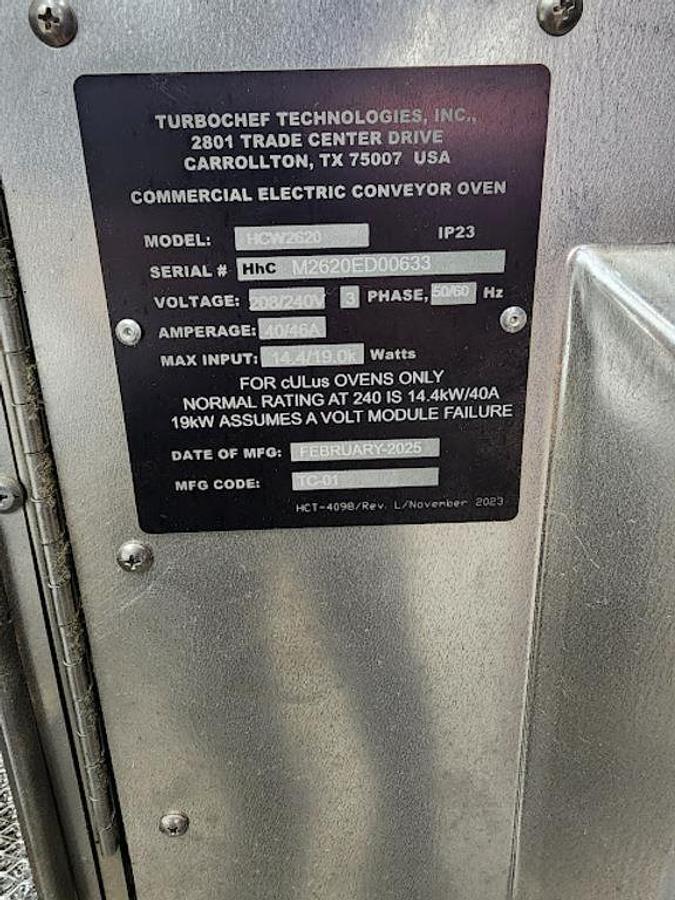 TURBOCHEF TECHNOLOGIES, INC.,
2801 TRADE CENTER DRIVE
CARROLLTON, TX 75007 USA
COMMERCIAL ELECTRIC CONVEYOR OVEN
MODEL: HCW2620 IP23
SERIAL # HhC M2620ED00633
VOLTAGE: 208/240V 3 PHASE, 50/60 Hz
AMPERAGE: 40/46A
MAX INPUT: 14.4/19.0k Watts
FOR cULus OVENS ONLY
NORMAL RATING AT 240 IS 14.4kW/40A
19kW ASSUMES A VOLT MODULE FAILURE
DATE OF MFG: FEBRUARY-2025
MFG CODE: TC-01
HCT-4098/Rev. L/November 2023